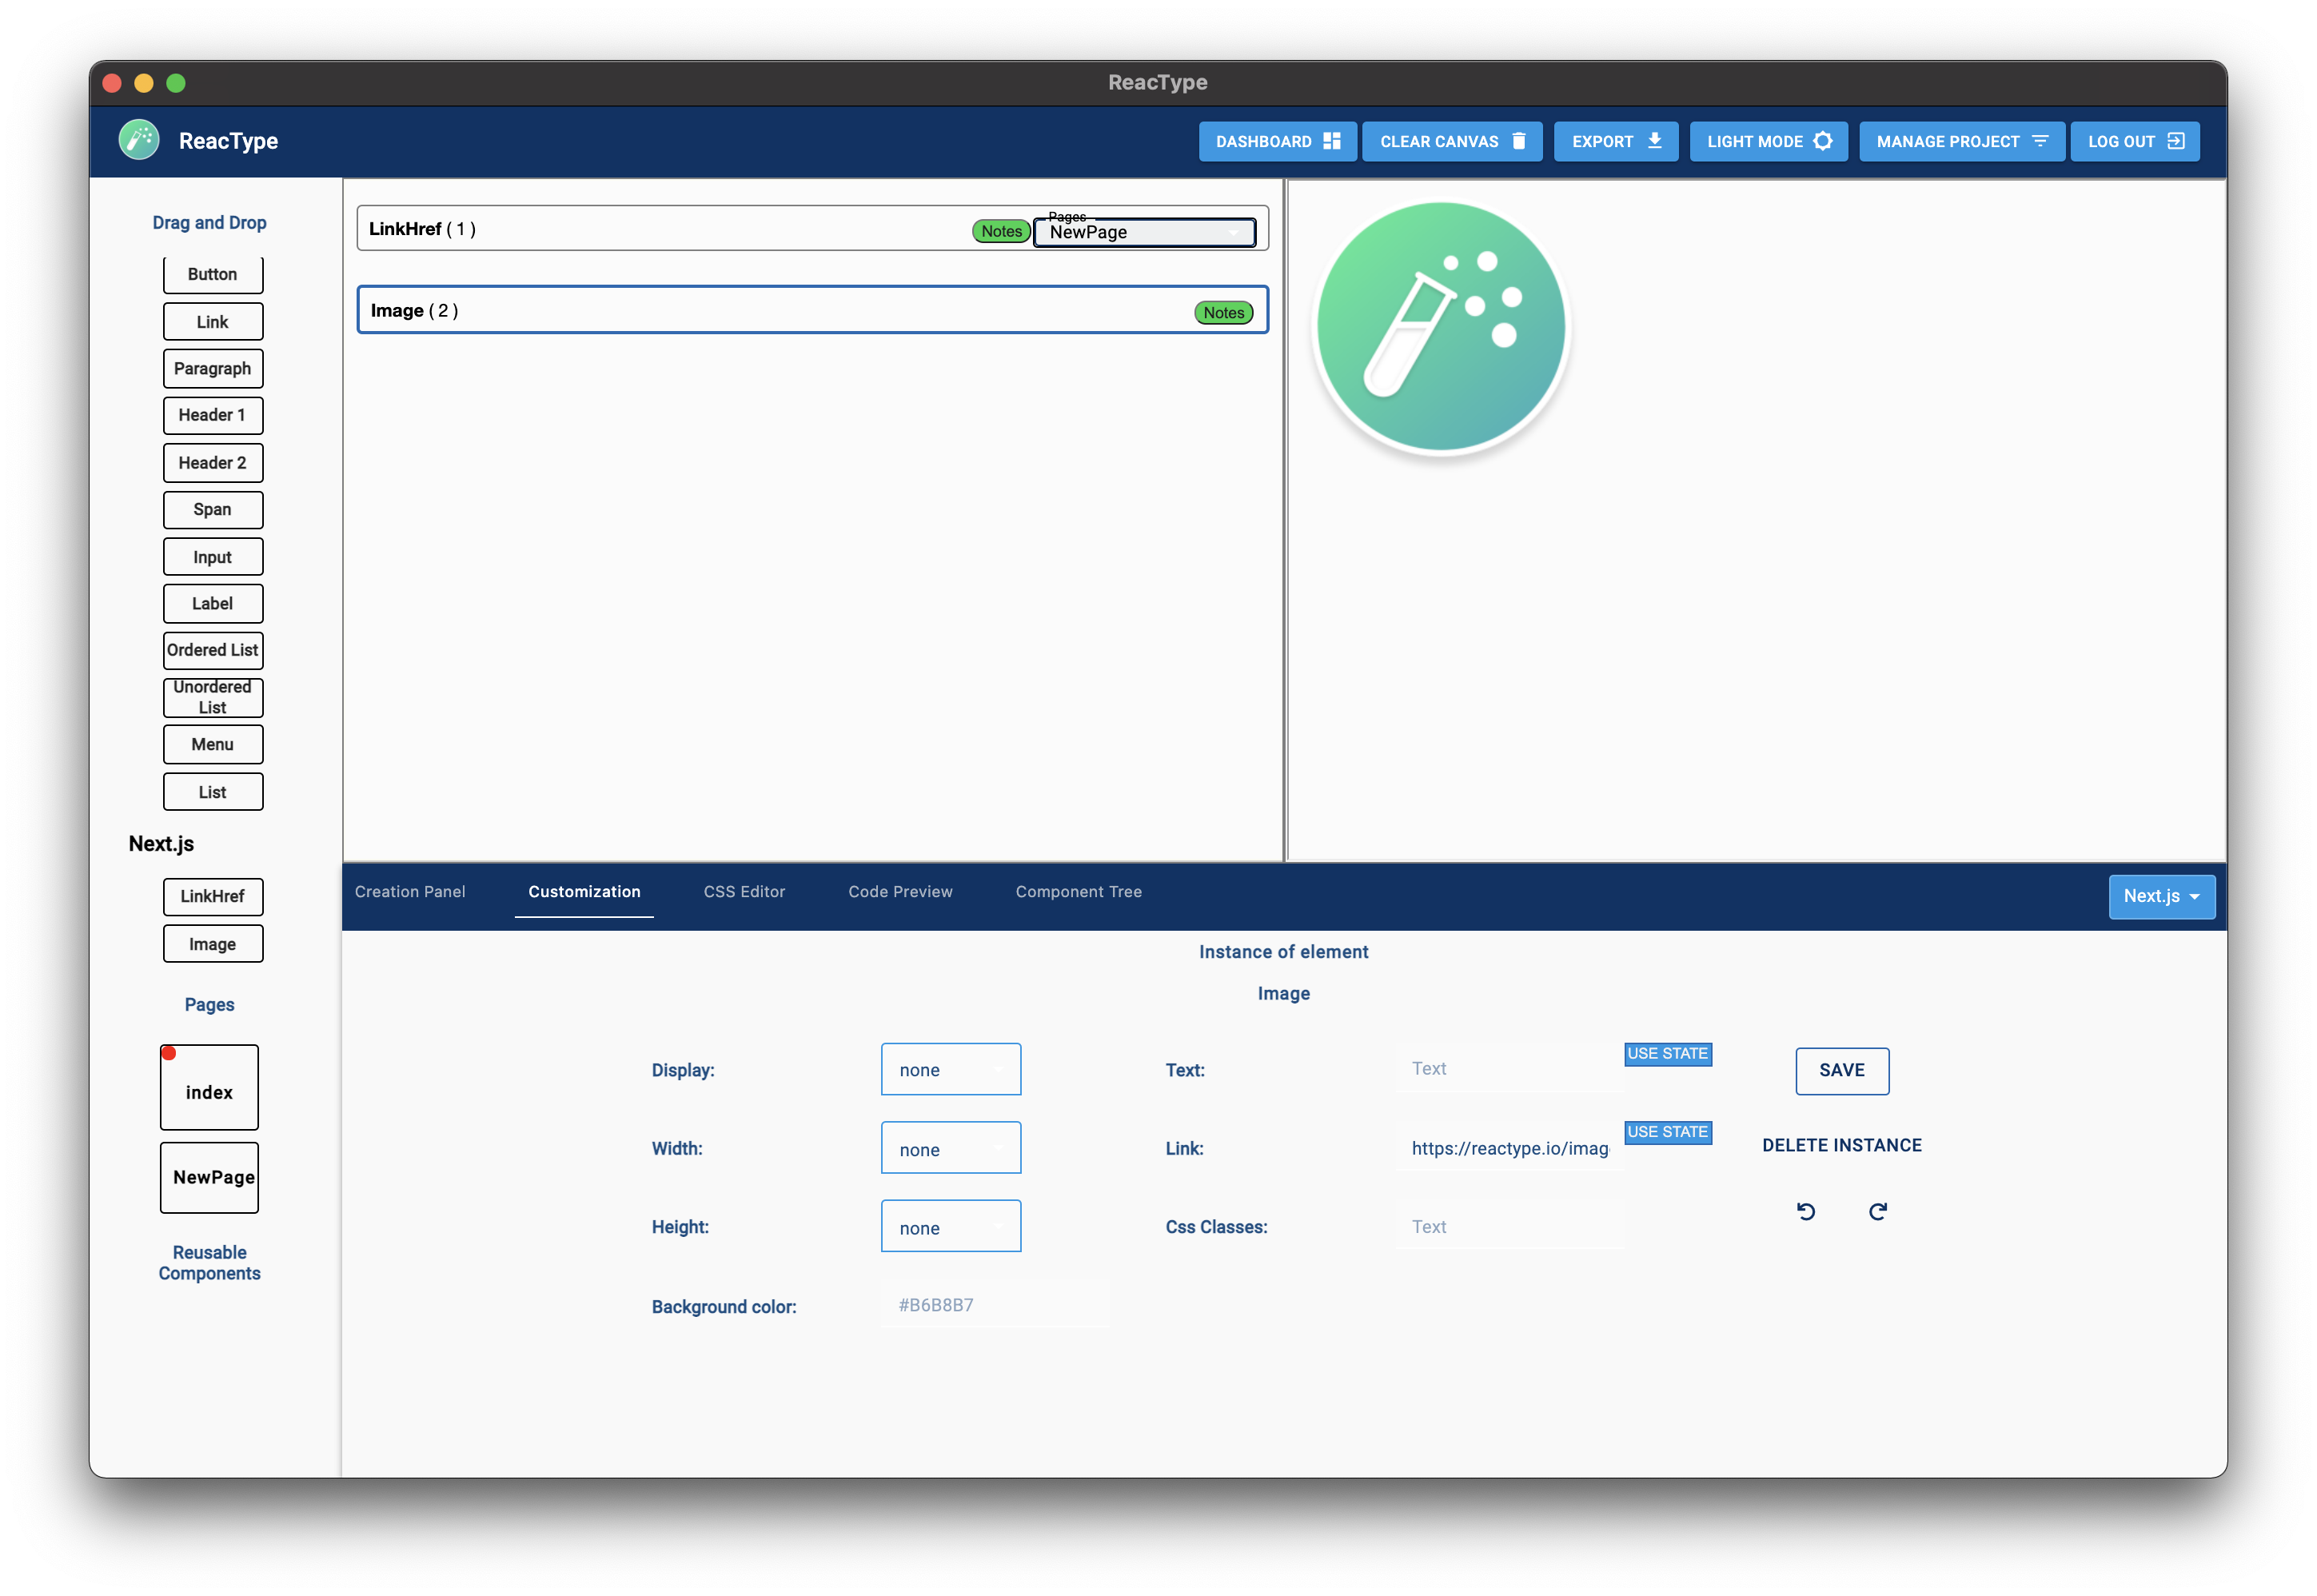 ReacType
ReacType
DASHBOARD
CLEAR CANVAS
EXPORT
LIGHT MODE
MANAGE PROJECT
LOG OUT
Drag and Drop
Button
Link
Paragraph
Header 1
Header 2
Span
Input
Label
Ordered List
Unordered
List
Menu
List
Next.js
LinkHref
Image
Pages
index
NewPage
Reusable
Components
LinkHref ( 1 )
Notes
Pages
NewPage
Image ( 2 )
Notes
Creation Panel
Customization
CSS Editor
Code Preview
Component Tree
Next.js
Instance of element
Image
Display:
none
Text:
Text
USE STATE
SAVE
Width:
none
Link:
https://reactype.io/imag
USE STATE
DELETE INSTANCE
Height:
none
Css Classes:
Text
Background color:
#B6B8B7